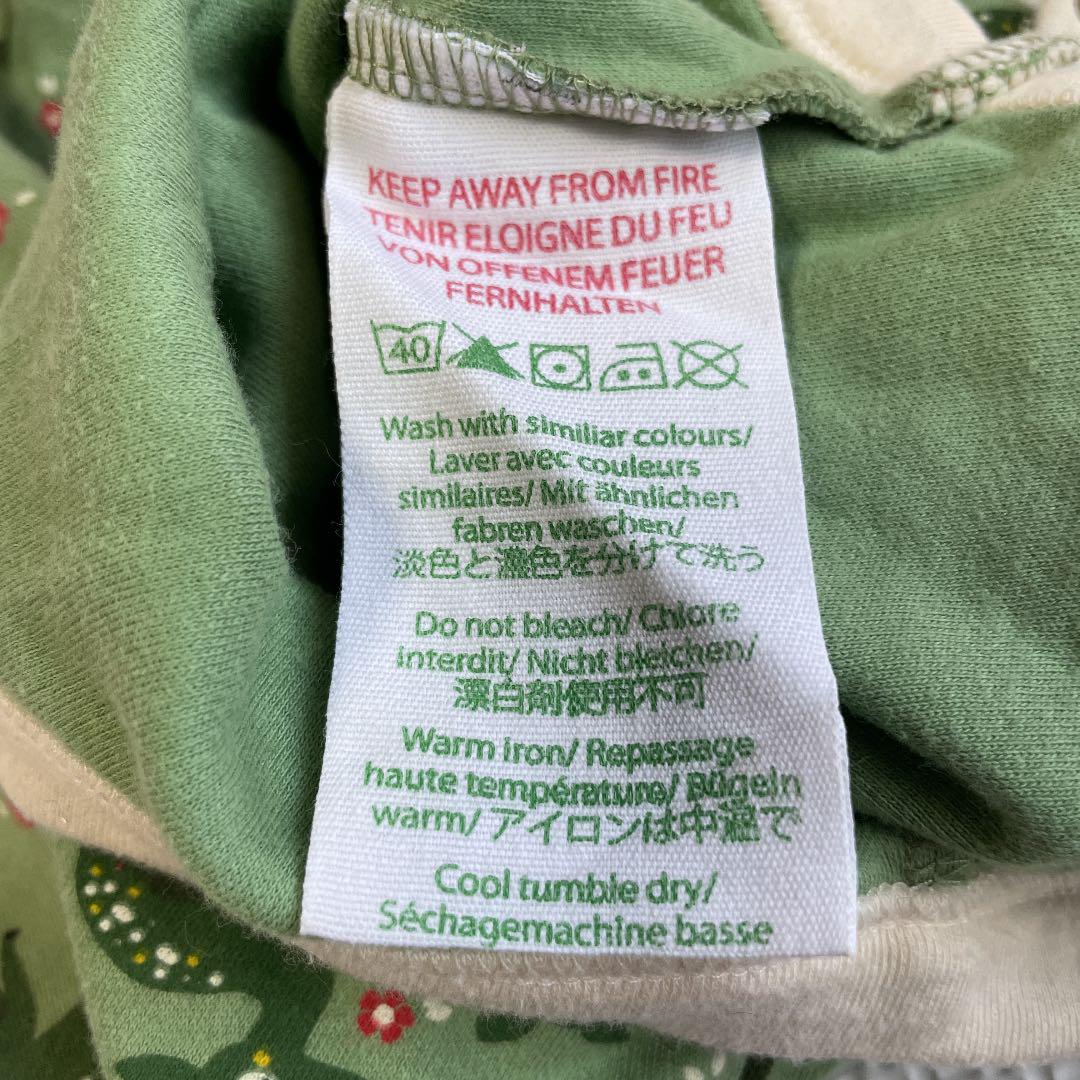 KEEP AWAY FROM FIRE
TENIR ELOIGNE DU FEU
VON OFFENEM FEUER
FERNHALTEN
40
Wash with similiar colours/
Laver avec couleurs
similaires/ Mit ähnlichen
fabren waschen/
淡色と濃色を分けて洗う
Do not bleach/ Chlore
interdit/ Nicht bleichen/
漂白剤使用不可
Warm iron/ Repassage
haute température/ Bügeln
warm/ アイロンは中温で
Cool tumble dry/
Séchagemachine basse